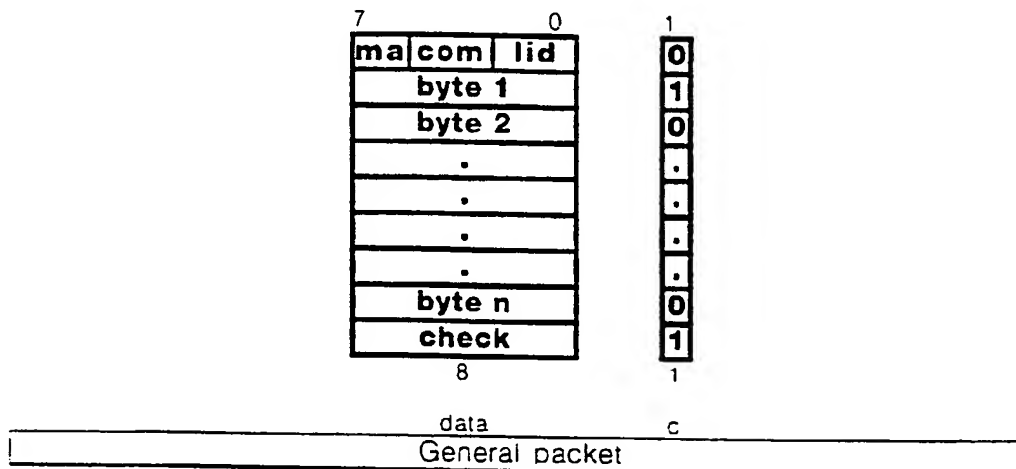 7 0 1
ma com lid 0
byte 1 1
byte 2 0
. .
. .
. .
. .
byte n 0
check 1
8 1
data c
General packet